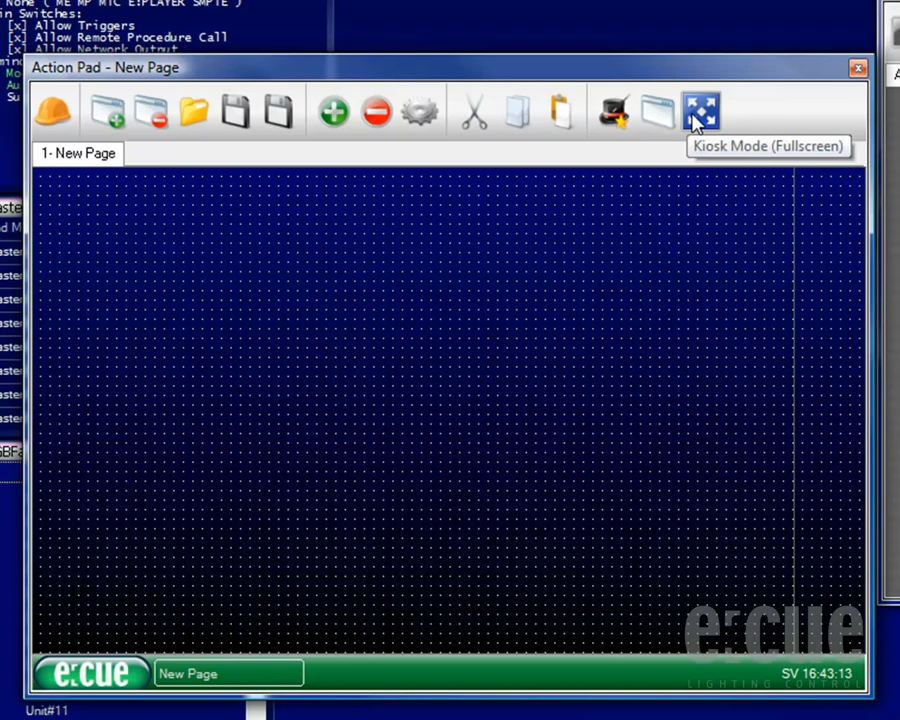 None ( ME MP MTC E:PLAYER SMPTE )
in Switches:
[x] Allow Triggers
[x] Allow Remote Procedure Call
[x] Allow Network Output
Action Pad - New Page
Kiosk Mode (Fullscreen)
1- New Page
e:cue
LIGHTING CONTROL
e:cue
New Page
SV 16:43:13
Unit#11